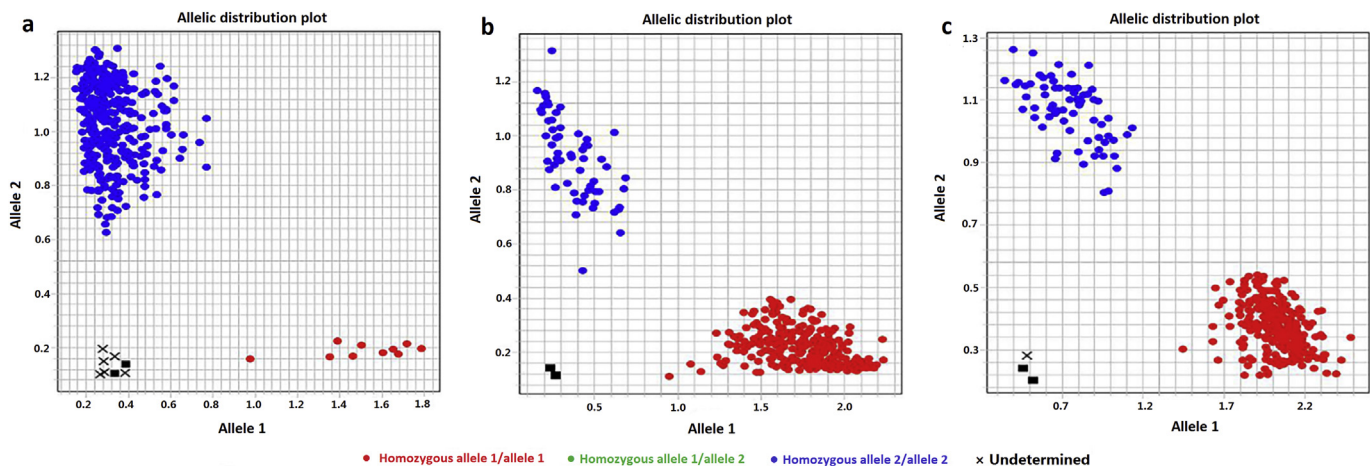 a
Allelic distribution plot
Allele 2
1.2
1.0
0.8
0.6
0.4
0.2
0.2 0.4 0.6 0.8 1.0 1.2 1.4 1.6 1.8
Allele 1
b
Allelic distribution plot
Allele 2
1.2
1.0
0.8
0.6
0.4
0.2
0.5 1.0 1.5 2.0
Allele 1
c
Allelic distribution plot
Allele 2
1.3
1.1
0.9
0.7
0.5
0.3
0.7 1.2 1.7 2.2
Allele 1
Homozygous allele 1/allele 1 Homozygous allele 1/allele 2 Homozygous allele 2/allele 2 Undetermined